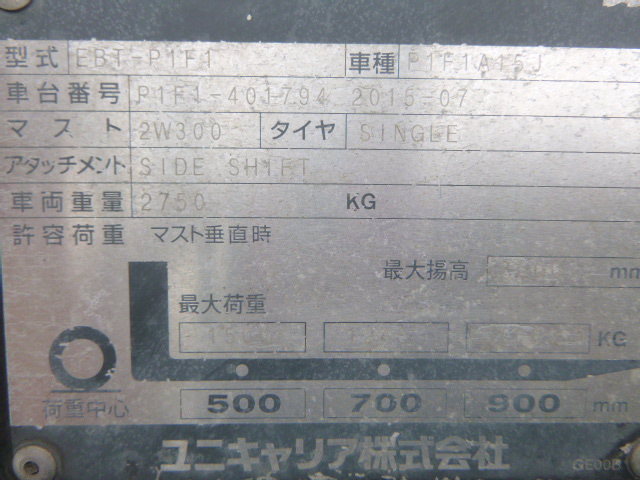 型式 EBT-P1F1 車種 P1F1A15J
車台番号 P1F1-401794 2015-07
マスト 2W300 タイヤ SINGLE
アタッチメント SIDE SHIFT
車両重量 2750 KG
許容荷重 マスト垂直時
最大揚高 mm
最大荷重
KG
500 700 900 mm
荷重中心
ユニキャリア株式会社
GE00B